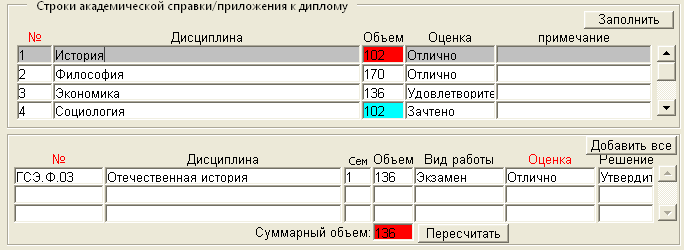 Строки академической справки/приложения к диплому
Заполнить
№ Дисциплина Объем Оценка примечание
1 История 102 Отлично
2 Философия 170 Отлично
3 Экономика 136 Удовлетворите
4 Социология 102 Зачтено
Добавить все
№ Дисциплина Сем Объем Вид работы Оценка Решение
ГСЭ.Ф.03 Отечественная история 1 136 Экзамен Отлично Утвердит
Суммарный объем: 136 Пересчитать